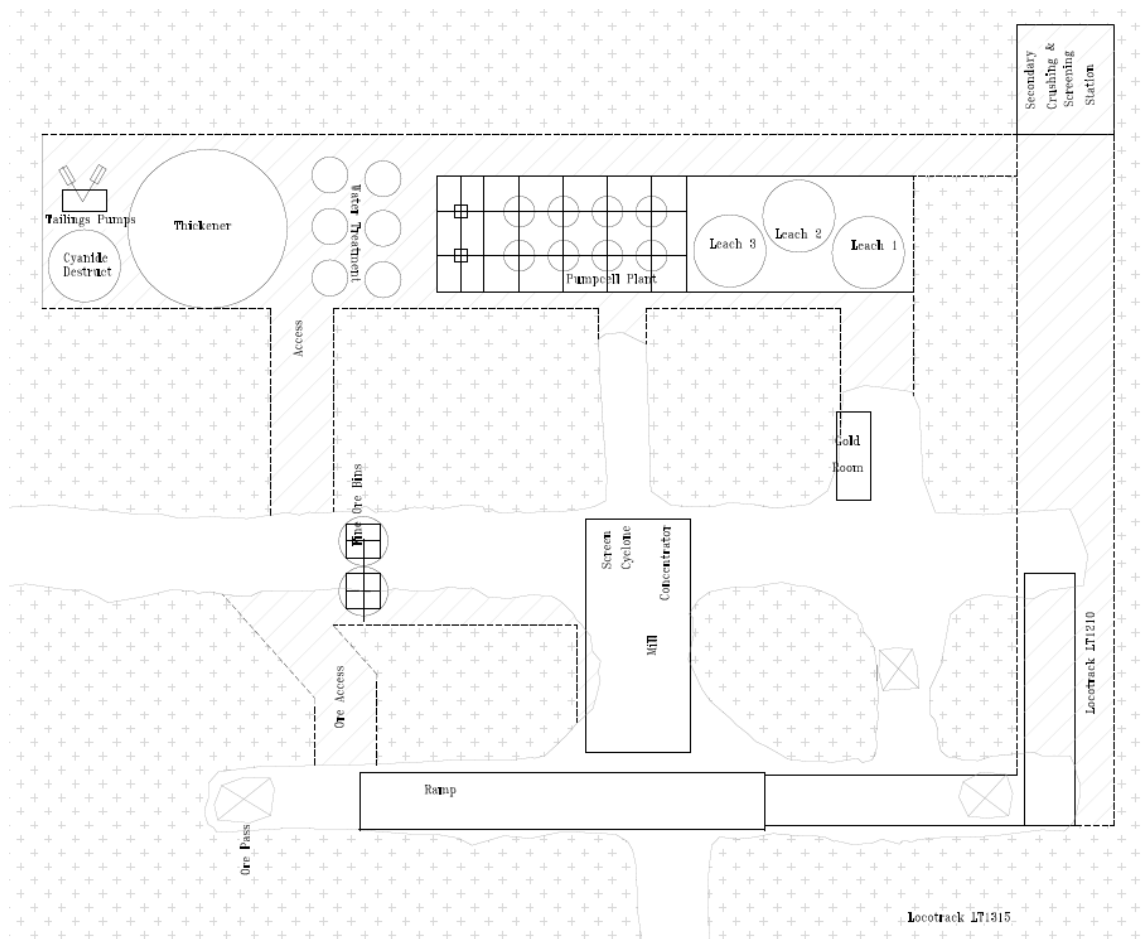 Secondary
Crushing &
Screening
Station
Tailings Pumps
Thickener
Water Treatment
Cyanide
Destruct
Pumpcell Plant
Leach 3
Leach 2
Leach 1
Access
Gold
Room
Fine Ore Bins
Screen
Cyclone
Concentrator
Mill
Locotrack LT1210
Ore Access
Ramp
Ore Pass
Locotrack LT1315